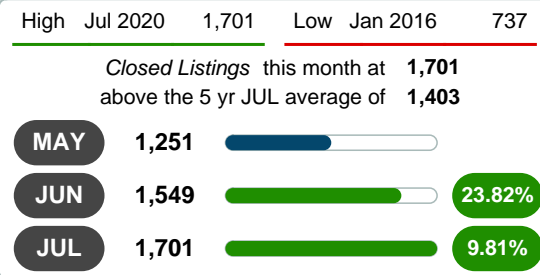 High Jul 2020 1,701 Low Jan 2016 737
Closed Listings this month at 1,701
above the 5 yr JUL average of 1,403
MAY 1,251
JUN 1,549 23.82%
JUL 1,701 9.81%